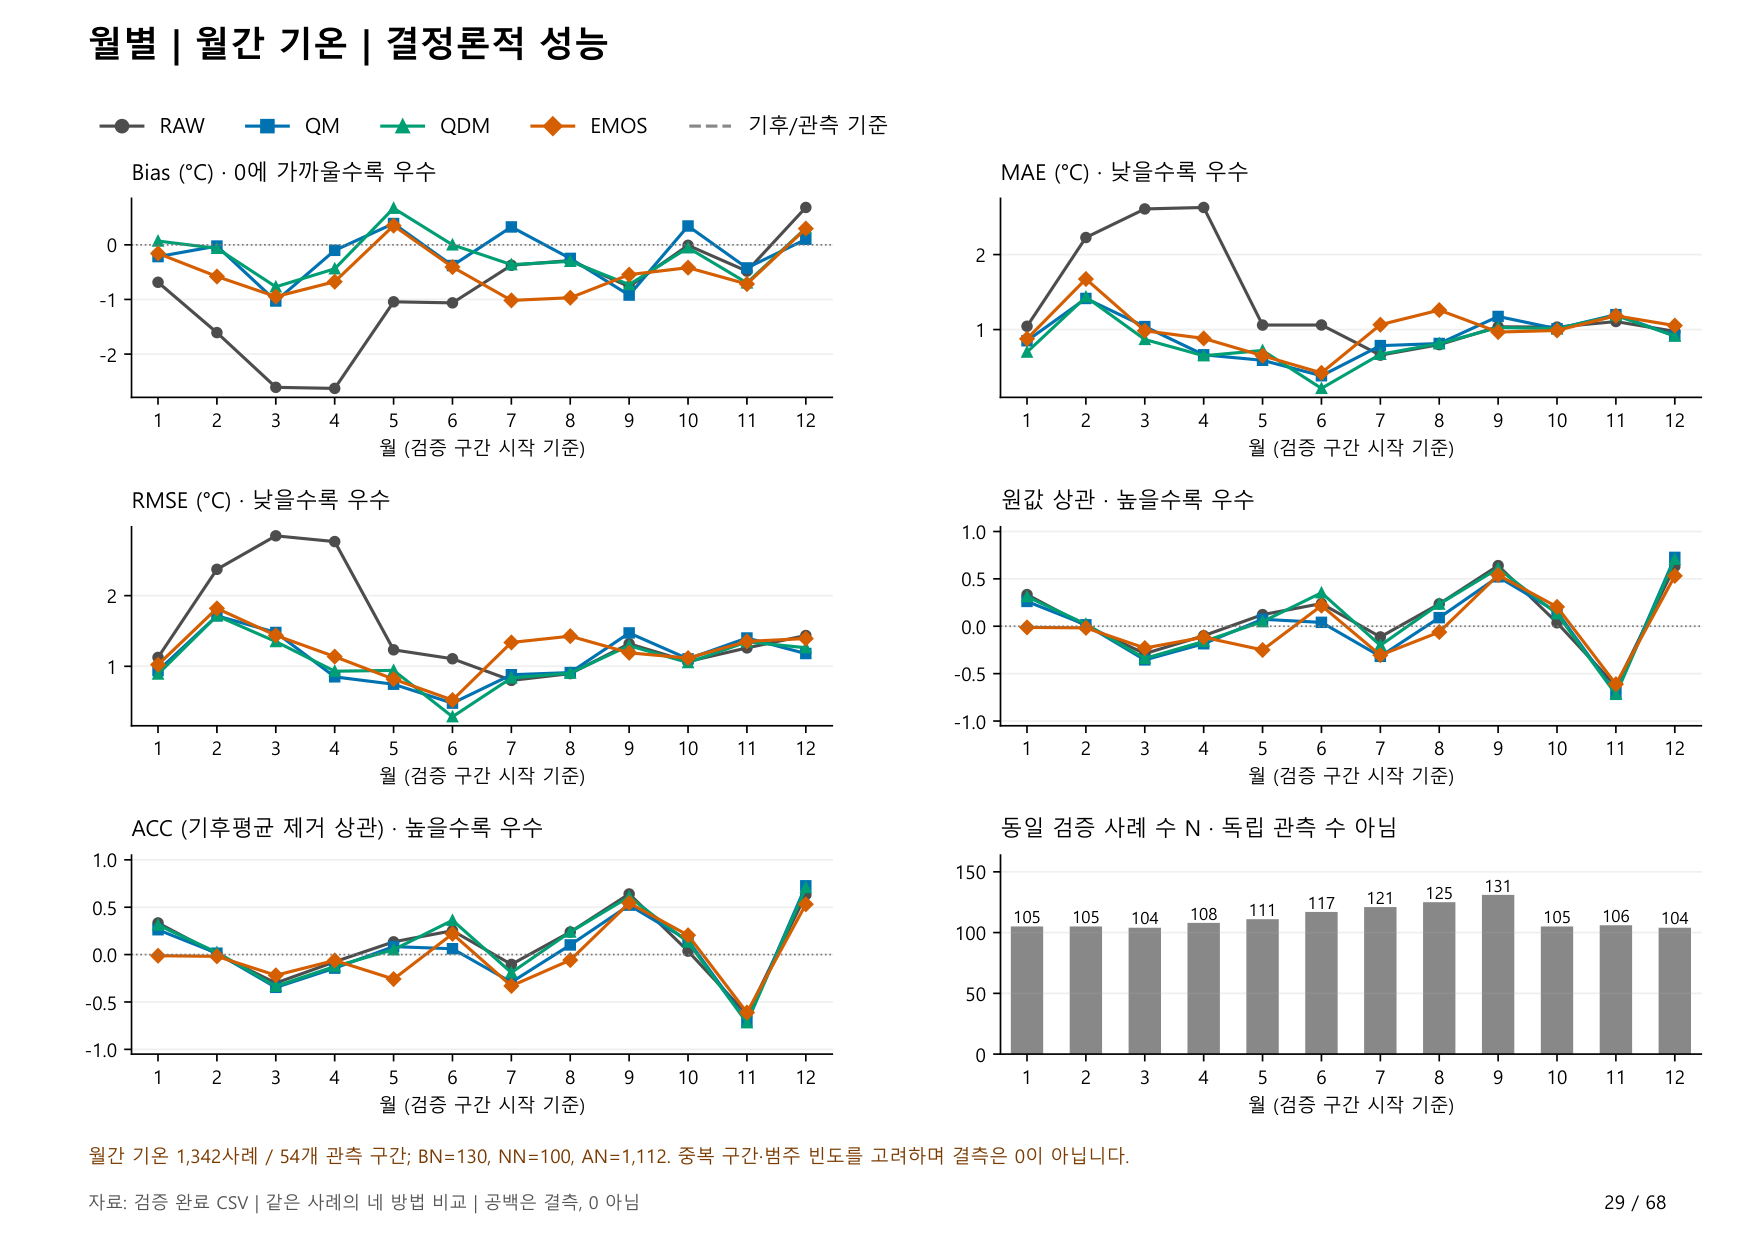 월별 | 월간 기온 | 결정론적 성능
RAW QM QDM EMOS 기후/관측 기준
Bias (°C) · 0에 가까울수록 우수
0
-1
-2
1 2 3 4 5 6 7 8 9 10 11 12
월 (검증 구간 시작 기준)
MAE (°C) · 낮을수록 우수
2
1
1 2 3 4 5 6 7 8 9 10 11 12
월 (검증 구간 시작 기준)
RMSE (°C) · 낮을수록 우수
2
1
1 2 3 4 5 6 7 8 9 10 11 12
월 (검증 구간 시작 기준)
원값 상관 · 높을수록 우수
1.0
0.5
0.0
-0.5
-1.0
1 2 3 4 5 6 7 8 9 10 11 12
월 (검증 구간 시작 기준)
ACC (기후평균 제거 상관) · 높을수록 우수
1.0
0.5
0.0
-0.5
-1.0
1 2 3 4 5 6 7 8 9 10 11 12
월 (검증 구간 시작 기준)
동일 검증 사례 수 N · 독립 관측 수 아님
150
100
50
0
105 105 104 108 111 117 121 125 131 105 106 104
1 2 3 4 5 6 7 8 9 10 11 12
월 (검증 구간 시작 기준)
월간 기온 1,342사례 / 54개 관측 구간; BN=130, NN=100, AN=1,112. 중복 구간·범주 빈도를 고려하며 결측은 0이 아닙니다.
자료: 검증 완료 CSV | 같은 사례의 네 방법 비교 | 공백은 결측, 0 아님
29 / 68